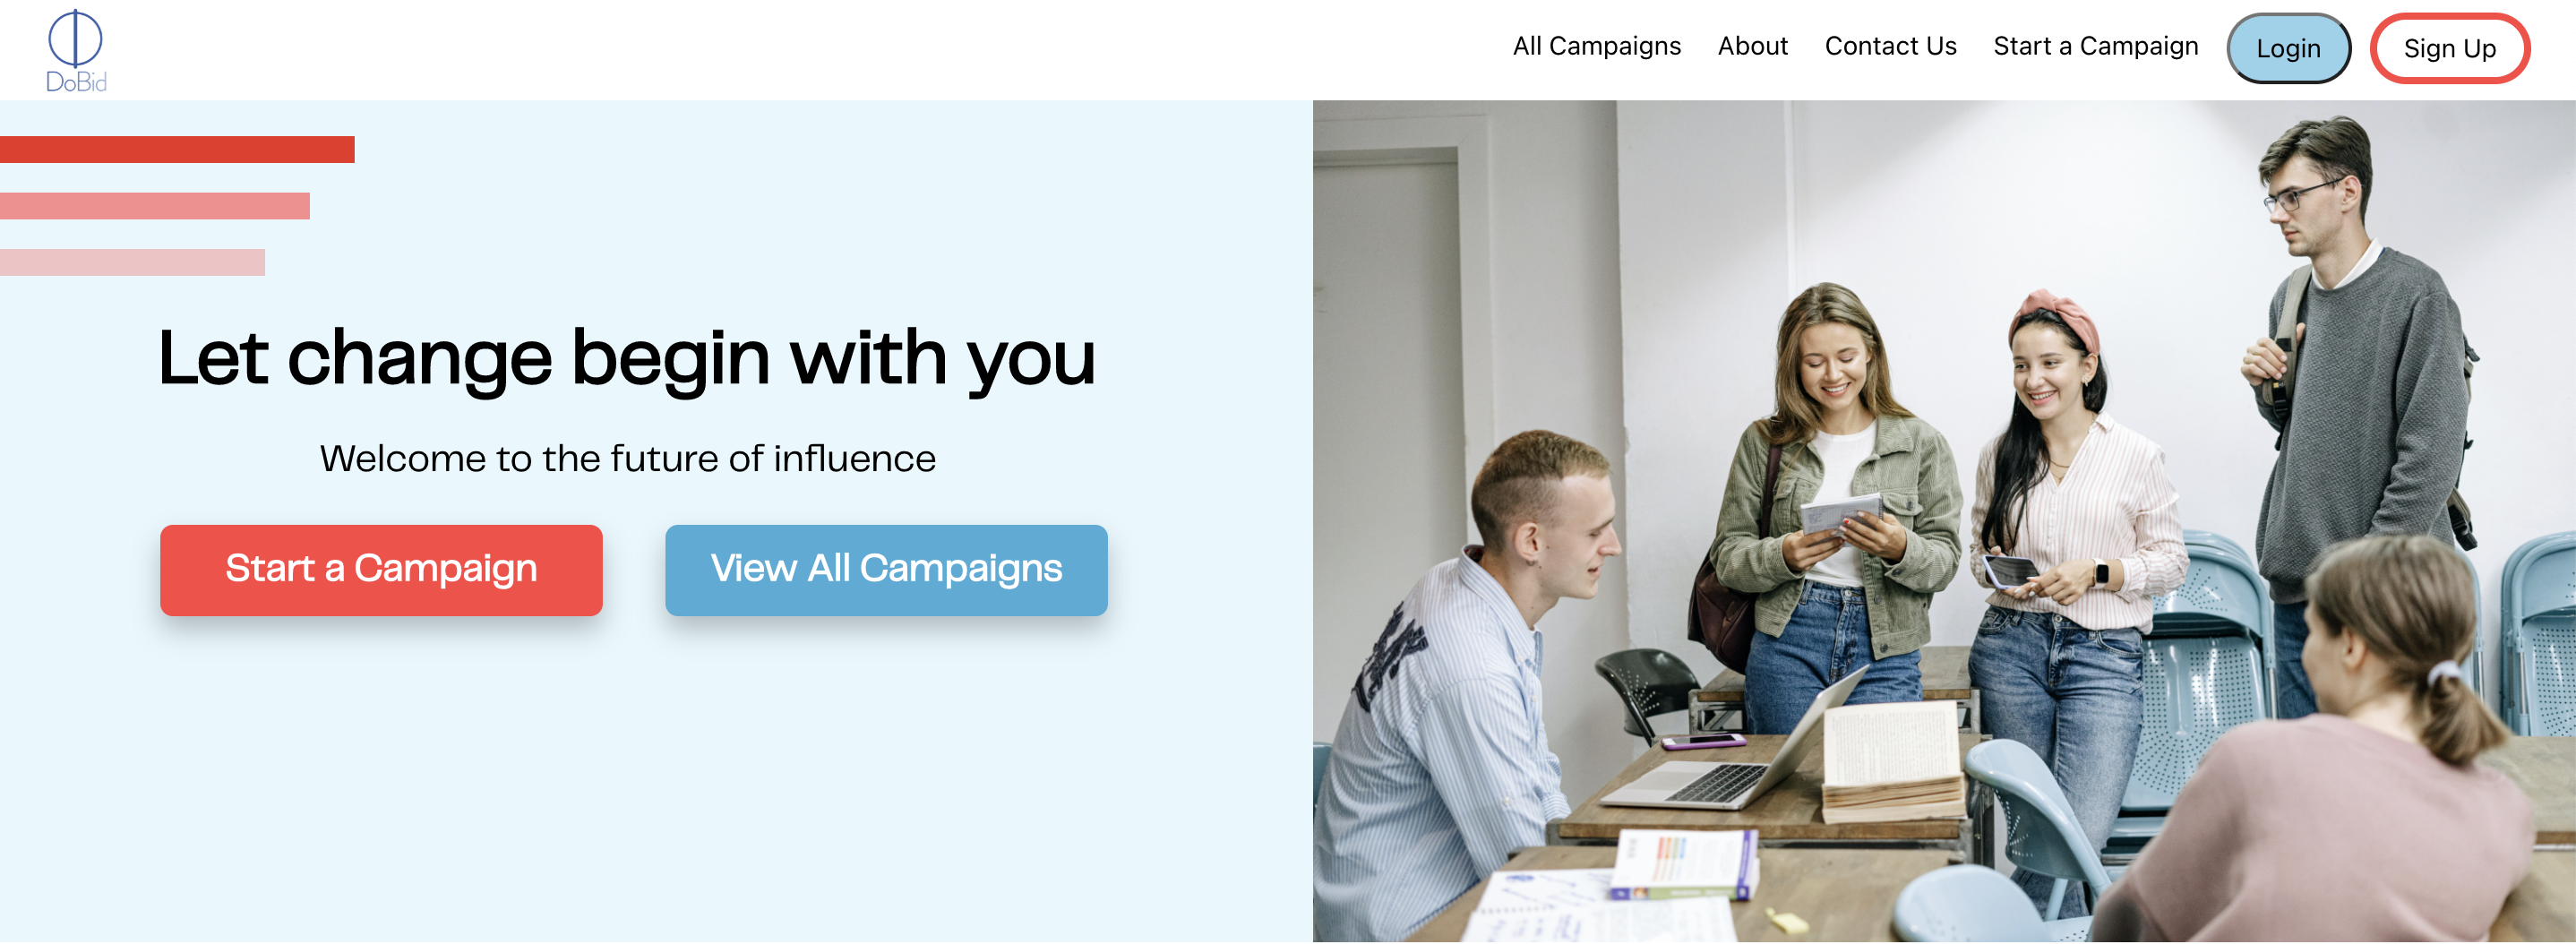 DoBid
All Campaigns
About
Contact Us
Start a Campaign
Login
Sign Up
Let change begin with you
Welcome to the future of influence
Start a Campaign
View All Campaigns